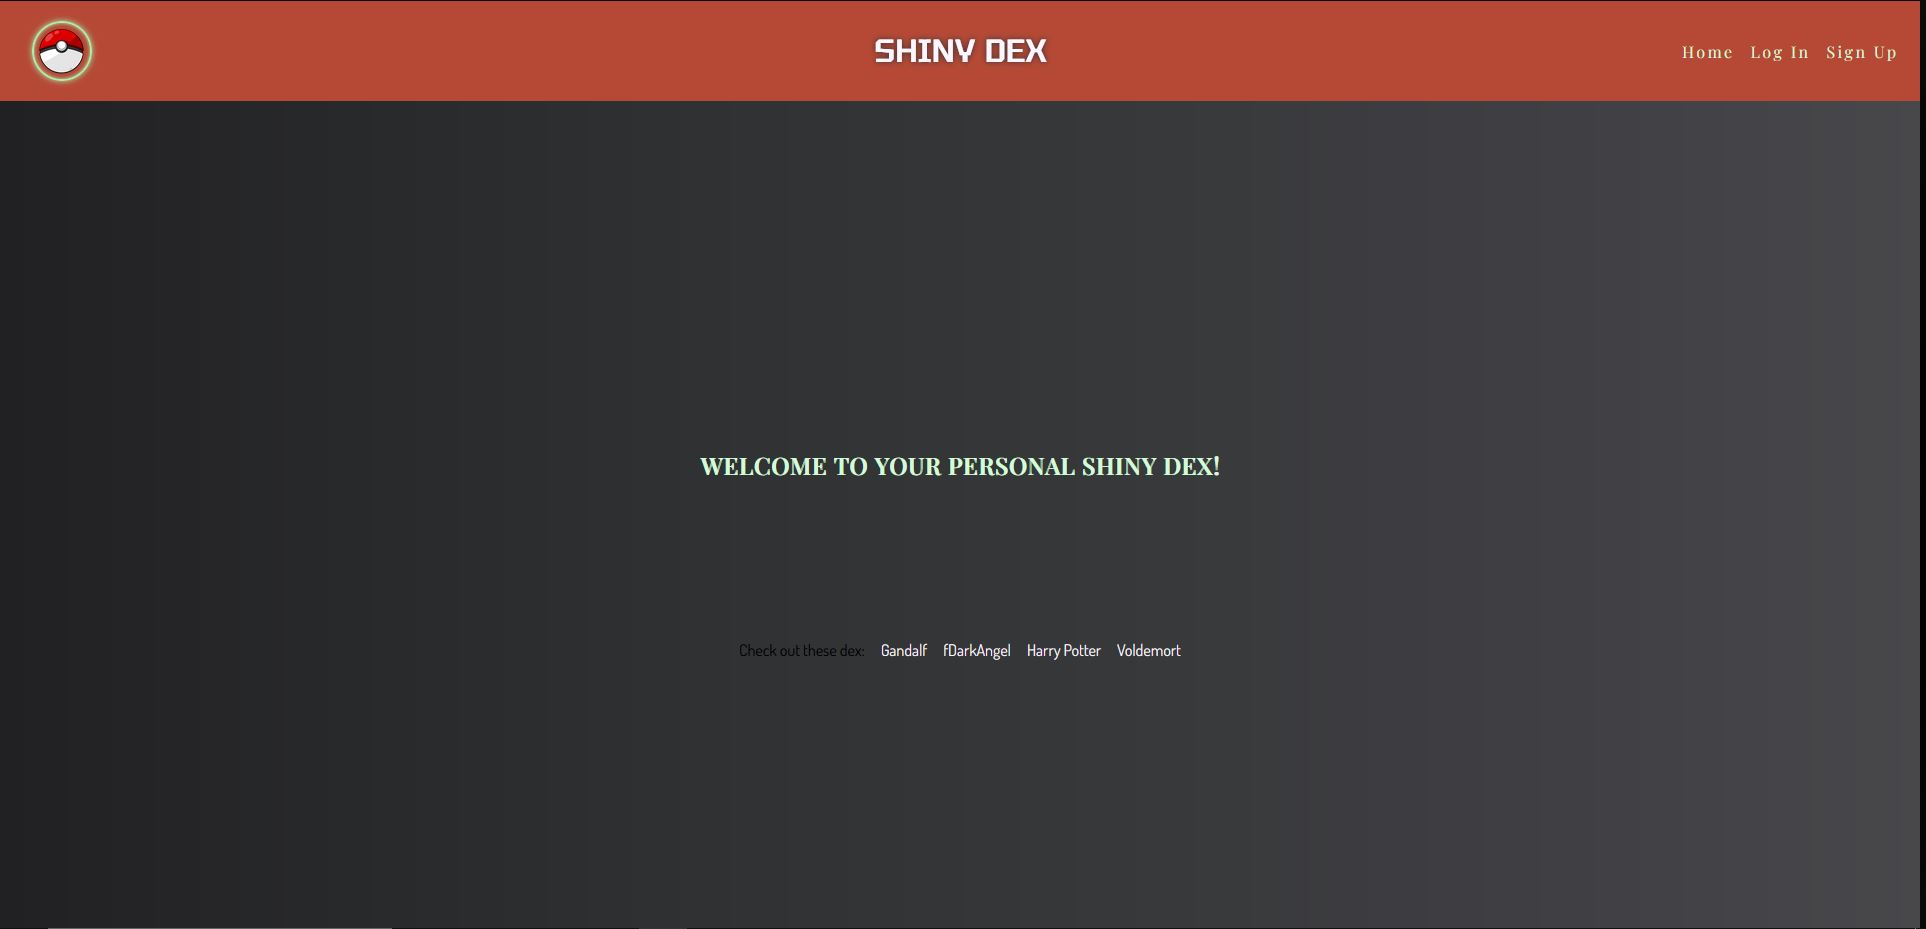 SHINY DEX
Home Log In Sign Up
WELCOME TO YOUR PERSONAL SHINY DEX!
Check out these dex: Gandalf fDarkAngel Harry Potter Voldemort